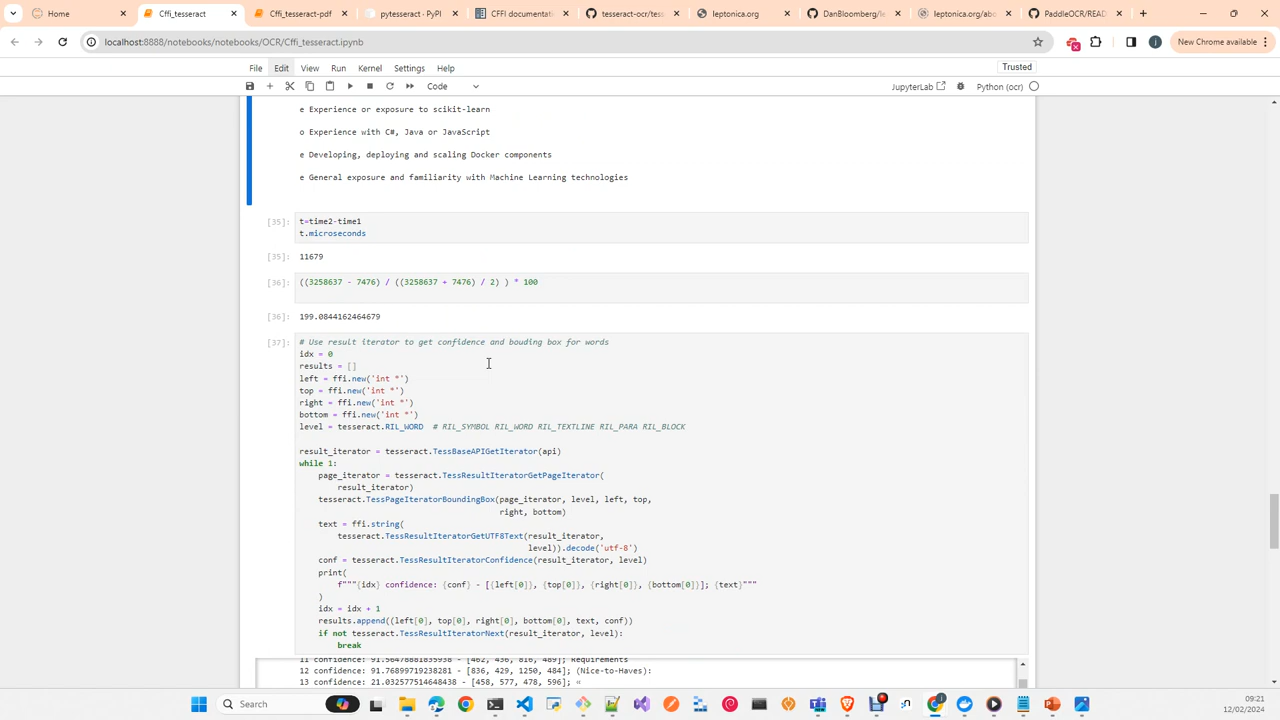 Home
Cffi_tesseract
Cffi_tesseract-pdf
pytesseract - PyPI
CFFI documentation
tesseract-ocr/tess
leptonica.org
DanBloomberg/le
leptonica.org/abo
PaddleOCR/READ
localhost:8888/notebooks/notebooks/OCR/Cffi_tesseract.ipynb
New Chrome available
File Edit View Run Kernel Settings Help
Trusted
Code
JupyterLab
Python (ocr)
e Experience or exposure to scikit-learn
o Experience with C#, Java or JavaScript
e Developing, deploying and scaling Docker components
e General exposure and familiarity with Machine Learning technologies
[35]: t=time2-time1
t.microseconds
[35]: 11679
[36]: ((3258637 - 7476) / ((3258637 + 7476) / 2) ) * 100
[36]: 199.0844162464679
[37]: # Use result iterator to get confidence and bouding box for words
idx = 0
results = []
left = ffi.new('int *')
top = ffi.new('int *')
right = ffi.new('int *')
bottom = ffi.new('int *')
level = tesseract.RIL_WORD # RIL_SYMBOL RIL_WORD RIL_TEXTLINE RIL_PARA RIL_BLOCK
result_iterator = tesseract.TessBaseAPIGetIterator(api)
while 1:
page_iterator = tesseract.TessResultIteratorGetPageIterator(
result_iterator)
tesseract.TessPageIteratorBoundingBox(page_iterator, level, left, top,
right, bottom)
text = ffi.string(
tesseract.TessResultIteratorGetUTF8Text(result_iterator,
level)).decode('utf-8')
conf = tesseract.TessResultIteratorConfidence(result_iterator, level)
print(
f"""{idx} confidence: {conf} - [{left[0]}, {top[0]}, {right[0]}, {bottom[0]}]; {text}"""
)
idx = idx + 1
results.append((left[0], top[0], right[0], bottom[0], text, conf))
if not tesseract.TessResultIteratorNext(result_iterator, level):
break
11 confidence: 91.56478881835938 - [462, 436, 816, 489]; Requirements
12 confidence: 91.76899719238281 - [836, 429, 1250, 484]; (Nice-to-Haves):
13 confidence: 21.032577514648438 - [458, 577, 478, 596]; «
Search
09:21
12/02/2024